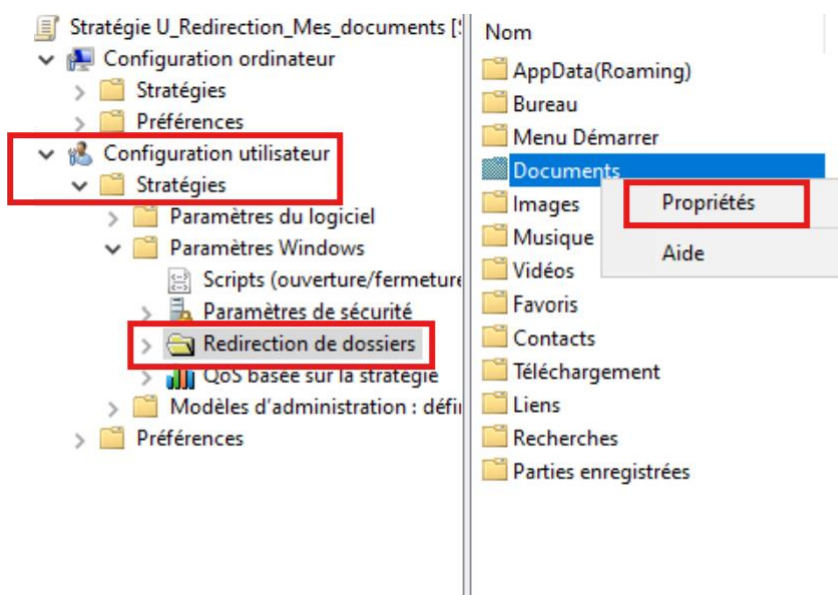 Stratégie U_Redirection_Mes_documents [
Configuration ordinateur
Stratégies
Préférences
Configuration utilisateur
Stratégies
Paramètres du logiciel
Paramètres Windows
Scripts (ouverture/fermeture
Paramètres de sécurité
Redirection de dossiers
QoS basée sur la stratégie
Modèles d'administration : défi
Préférences
Nom
AppData(Roaming)
Bureau
Menu Démarrer
Documents
Images
Musique
Vidéos
Favoris
Contacts
Téléchargement
Liens
Recherches
Parties enregistrées
Propriétés
Aide